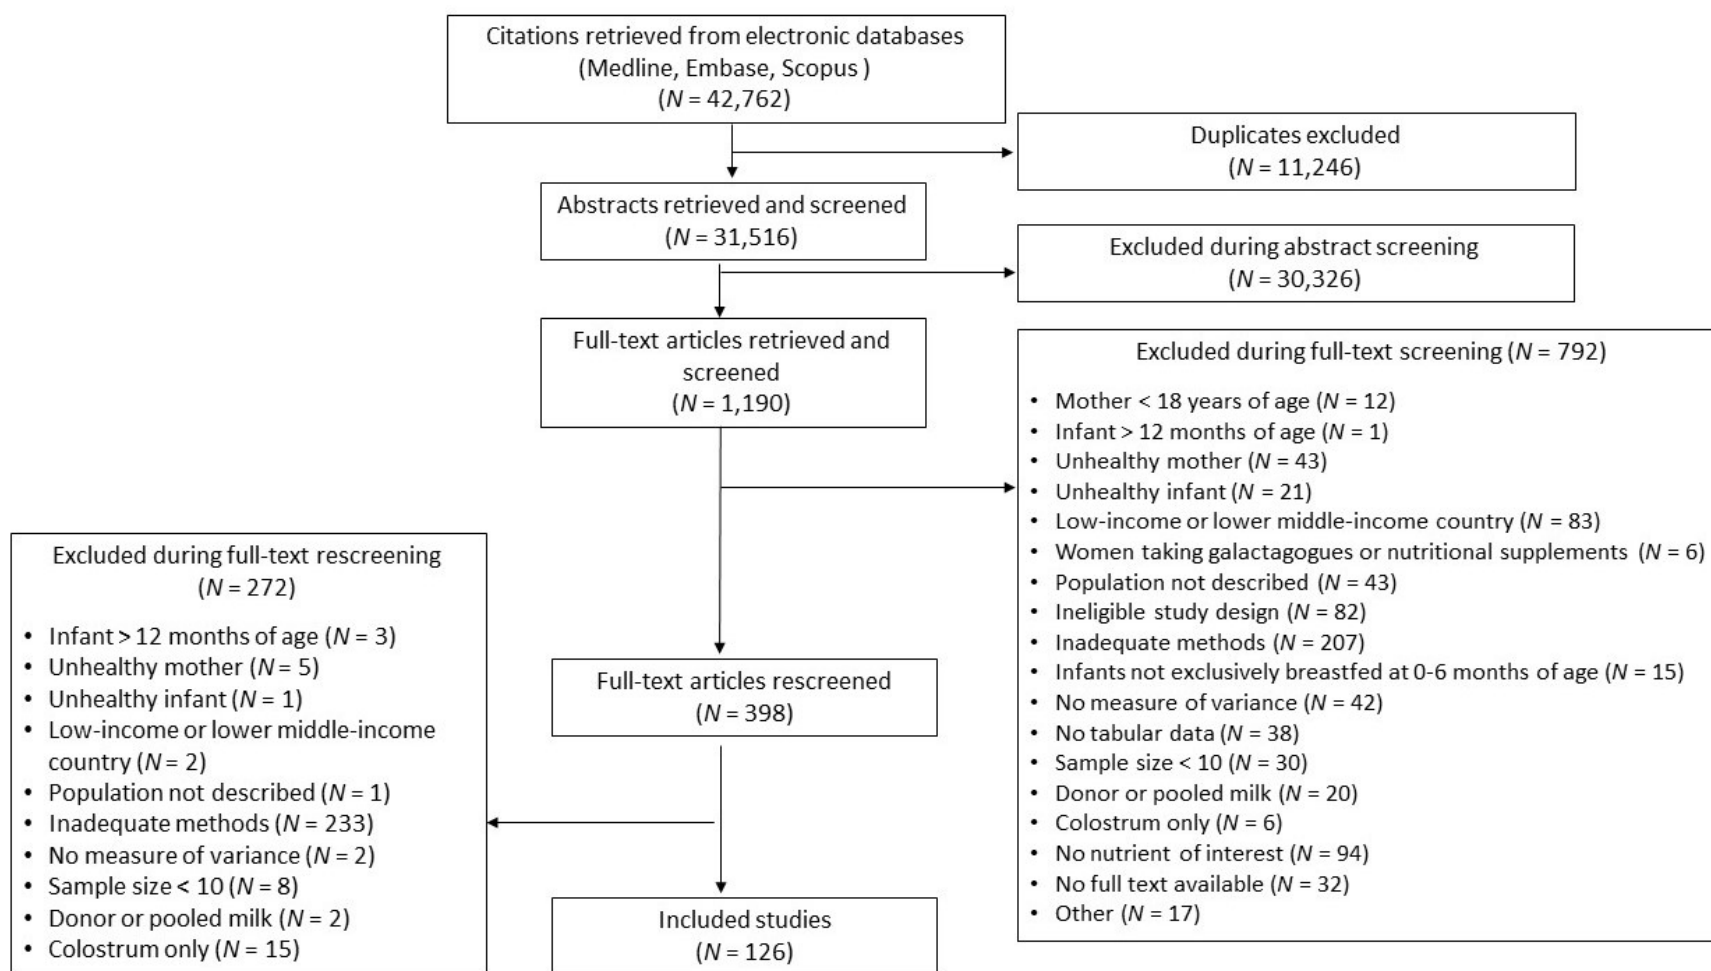 Citations retrieved from electronic databases
(Medline, Embase, Scopus )
(N = 42,762)
Duplicates excluded
(N = 11,246)
Abstracts retrieved and screened
(N = 31,516)
Excluded during abstract screening
(N = 30,326)
Full-text articles retrieved and
screened
(N = 1,190)
Excluded during full-text screening (N = 792)
• Mother < 18 years of age (N = 12)
• Infant > 12 months of age (N = 1)
• Unhealthy mother (N = 43)
• Unhealthy infant (N = 21)
• Low-income or lower middle-income country (N = 83)
• Women taking galactagogues or nutritional supplements (N = 6)
• Population not described (N = 43)
• Ineligible study design (N = 82)
• Inadequate methods (N = 207)
• Infants not exclusively breastfed at 0-6 months of age (N = 15)
• No measure of variance (N = 42)
• No tabular data (N = 38)
• Sample size < 10 (N = 30)
• Donor or pooled milk (N = 20)
• Colostrum only (N = 6)
• No nutrient of interest (N = 94)
• No full text available (N = 32)
• Other (N = 17)
Full-text articles rescreened
(N = 398)
Excluded during full-text rescreening
(N = 272)
• Infant > 12 months of age (N = 3)
• Unhealthy mother (N = 5)
• Unhealthy infant (N = 1)
• Low-income or lower middle-income
country (N = 2)
• Population not described (N = 1)
• Inadequate methods (N = 233)
• No measure of variance (N = 2)
• Sample size < 10 (N = 8)
• Donor or pooled milk (N = 2)
• Colostrum only (N = 15)
Included studies
(N = 126)